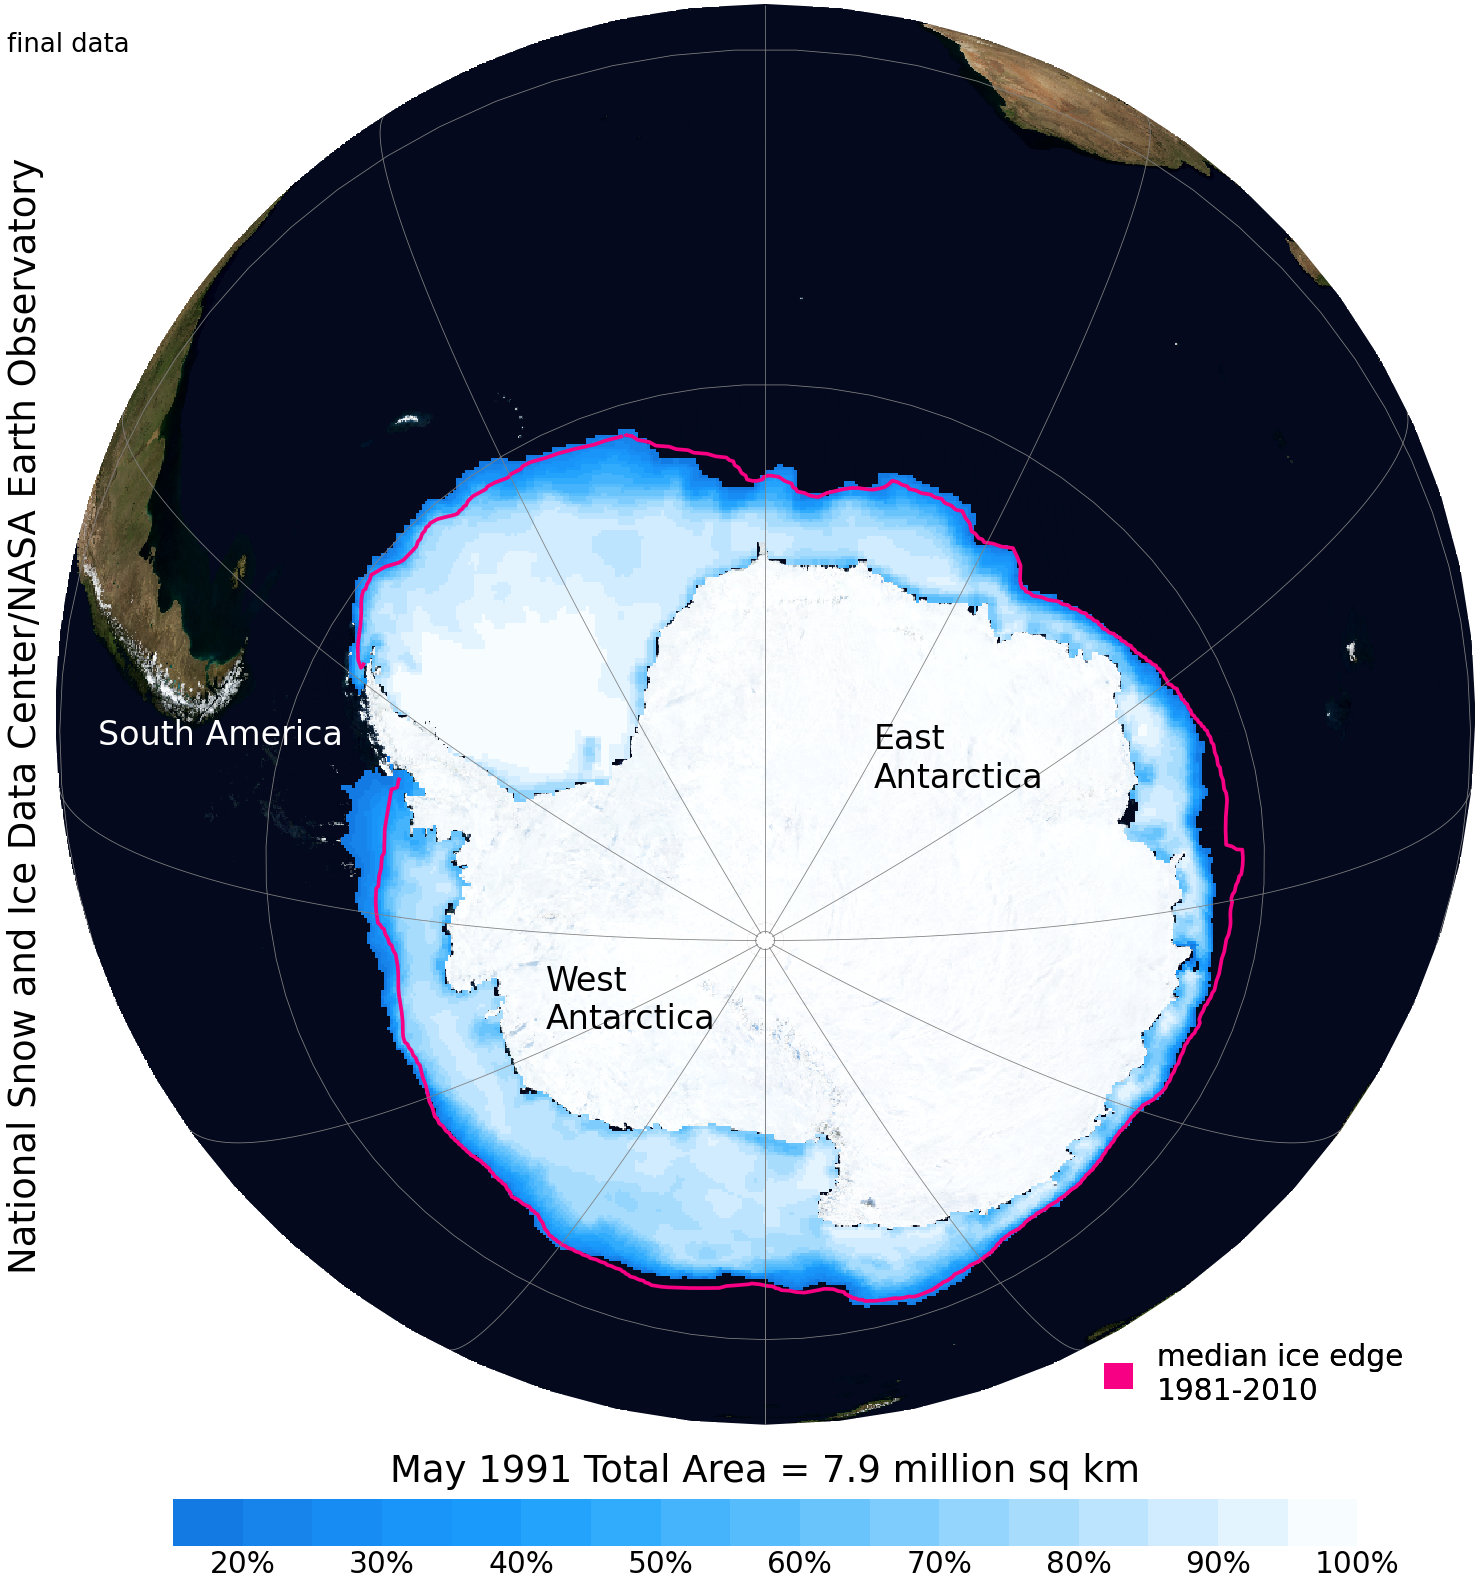 final data
National Snow and Ice Data Center/NASA Earth Observatory
South America
East
Antarctica
West
Antarctica
median ice edge
1981-2010
May 1991 Total Area = 7.9 million sq km
20% 30% 40% 50% 60% 70% 80% 90% 100%